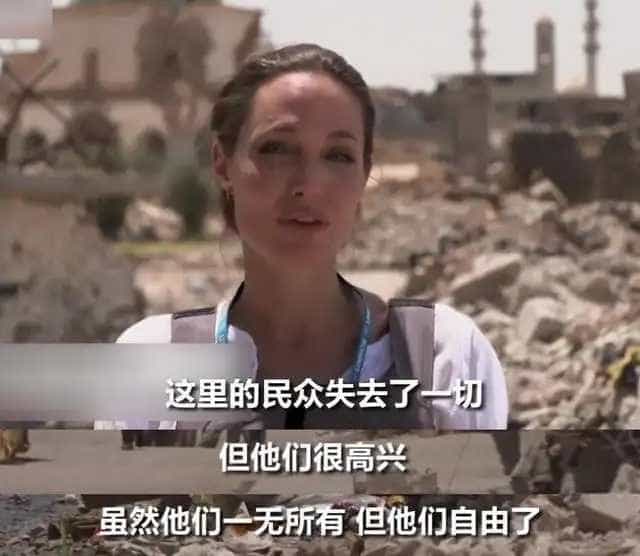 这里的民众失去了一切
但他们很高兴
虽然他们一无所有 但他们自由了